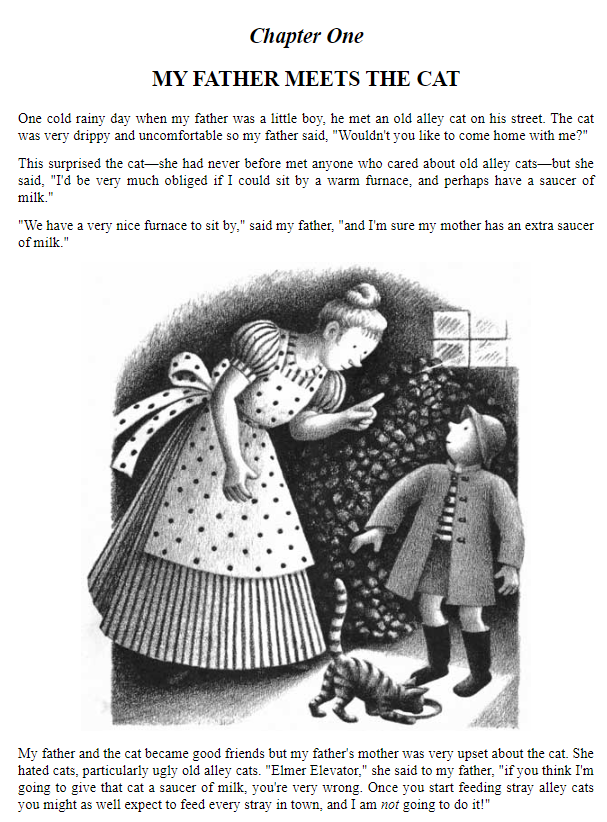 Chapter One
MY FATHER MEETS THE CAT
One cold rainy day when my father was a little boy, he met an old alley cat on his street. The cat
was very drippy and uncomfortable so my father said, "Wouldn't you like to come home with me?"
This surprised the cat—she had never before met anyone who cared about old alley cats—but she
said, "I'd be very much obliged if I could sit by a warm furnace, and perhaps have a saucer of
milk."
"We have a very nice furnace to sit by," said my father, "and I'm sure my mother has an extra saucer
of milk."
My father and the cat became good friends but my father's mother was very upset about the cat. She
hated cats, particularly ugly old alley cats. "Elmer Elevator," she said to my father, "if you think I'm
going to give that cat a saucer of milk, you're very wrong. Once you start feeding stray alley cats
you might as well expect to feed every stray in town, and I am not going to do it!"